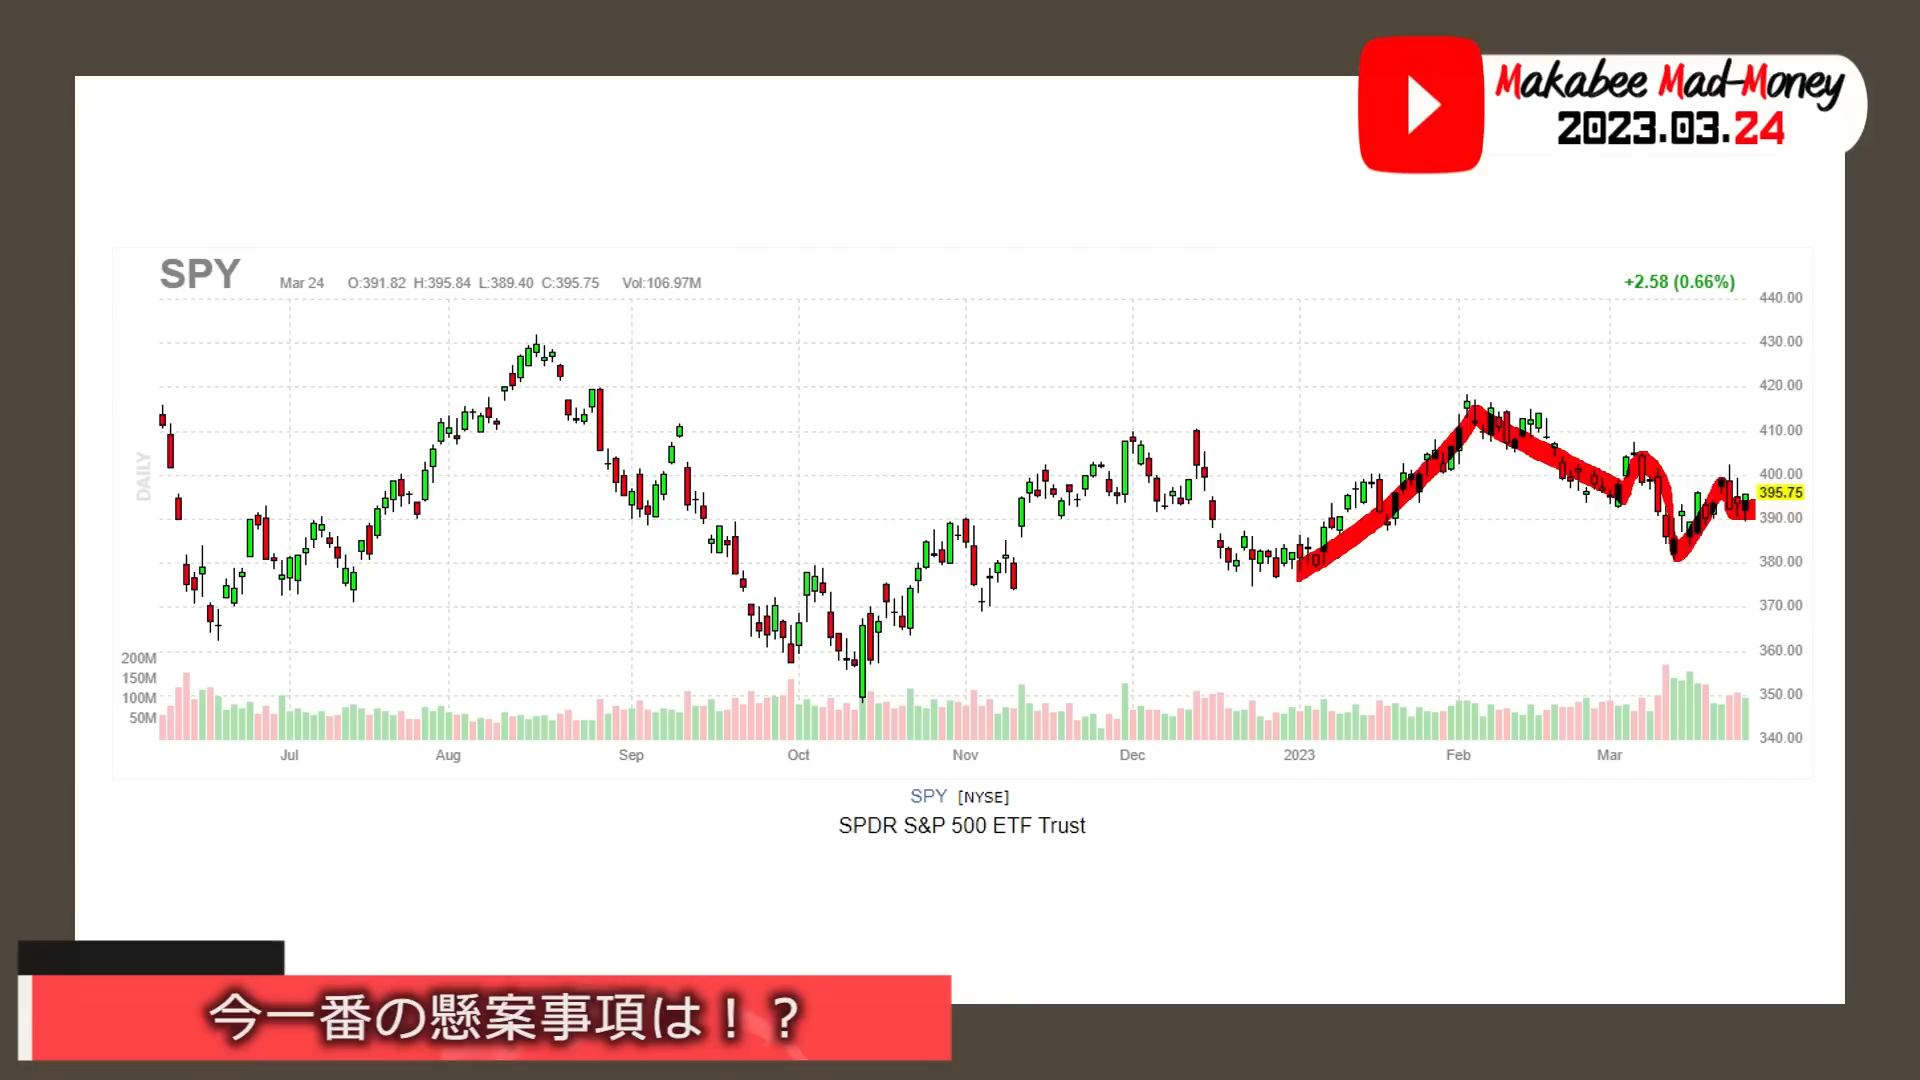 Makabee Mad-Money
2023.03.24
SPY Mar 24 O:391.82 H:395.84 L:389.40 C:395.75 Vol:106.97M +2.58 (0.66%)
440.00
430.00
420.00
410.00
400.00
395.75
390.00
380.00
370.00
360.00
350.00
340.00
DAILY
200M
150M
100M
50M
Jul Aug Sep Oct Nov Dec 2023 Feb Mar
SPY [NYSE]
SPDR S&P 500 ETF Trust
今一番の懸案事項は！？